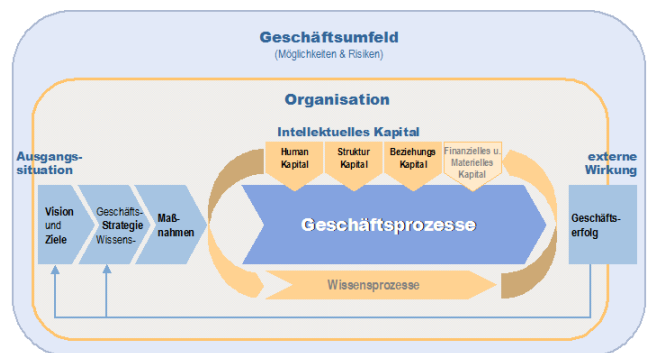 Geschäftsumfeld
(Möglichkeiten & Risiken)
Organisation
Intellektuelles Kapital
Ausgangs-
situation
Human
Kapital
Struktur
Kapital
Beziehungs
Kapital
Finanzielles u.
Materielles
Kapital
externe
Wirkung
Vision
und
Ziele
Geschäfts-
Strategie
Wissens-
Maß-
nahmen
Geschäftsprozesse
Geschäfts-
erfolg
Wissensprozesse